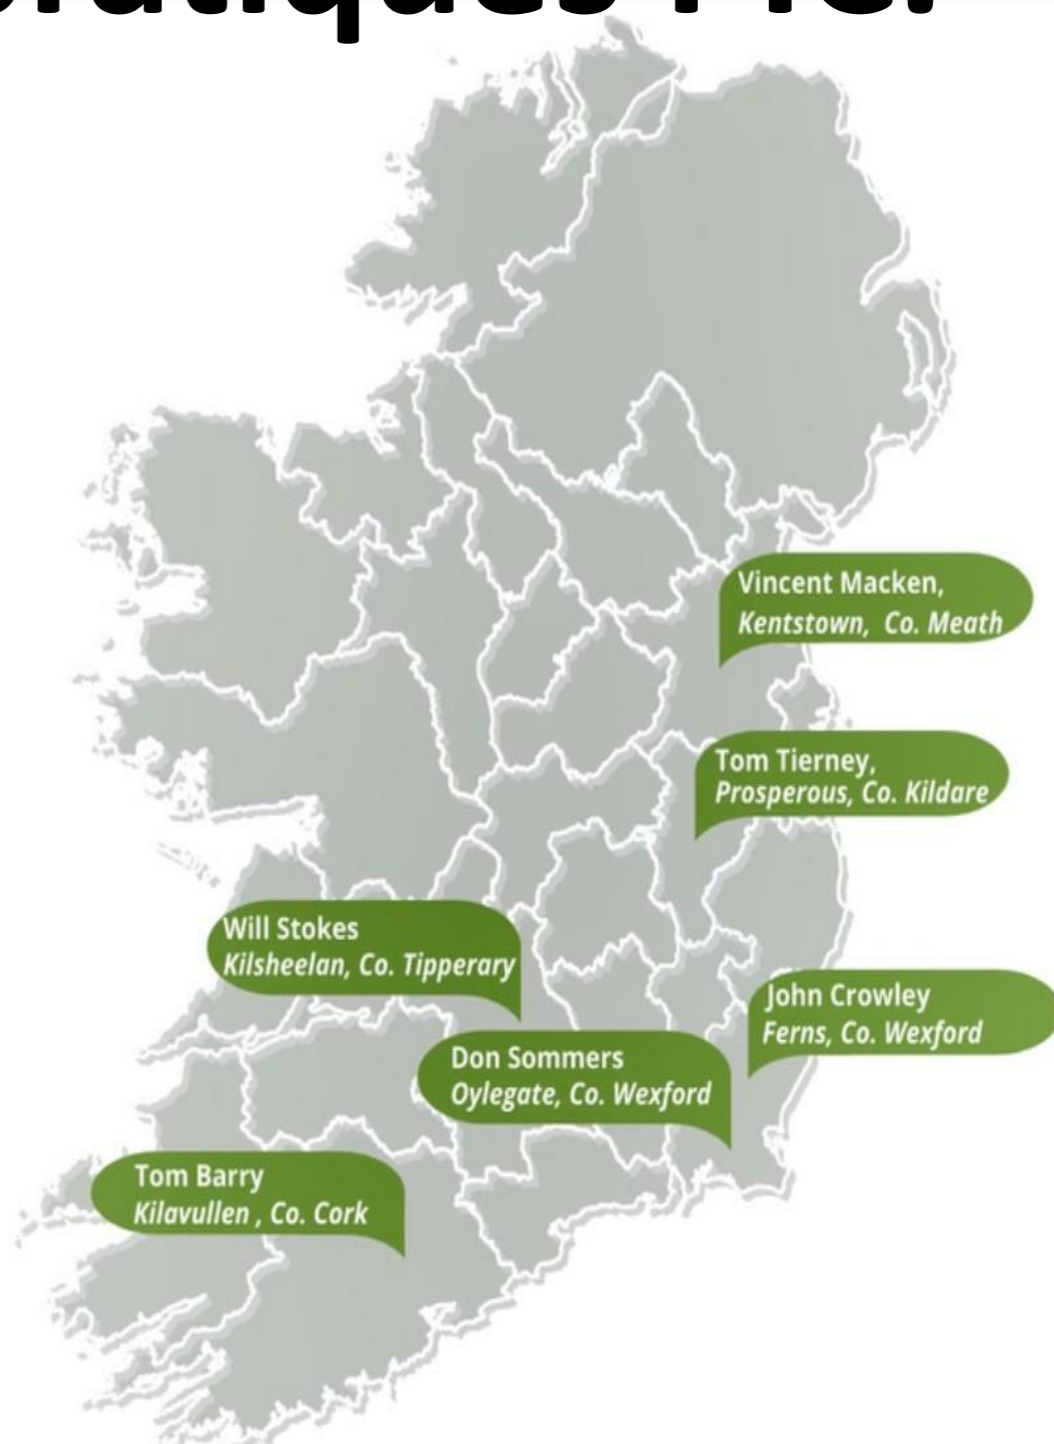 Vincent Macken,
Kentstown, Co. Meath
Tom Tierney,
Prosperous, Co. Kildare
Will Stokes
Kilsheelan, Co. Tipperary
John Crowley
Ferns, Co. Wexford
Don Sommers
Oylegate, Co. Wexford
Tom Barry
Kilavullen , Co. Cork